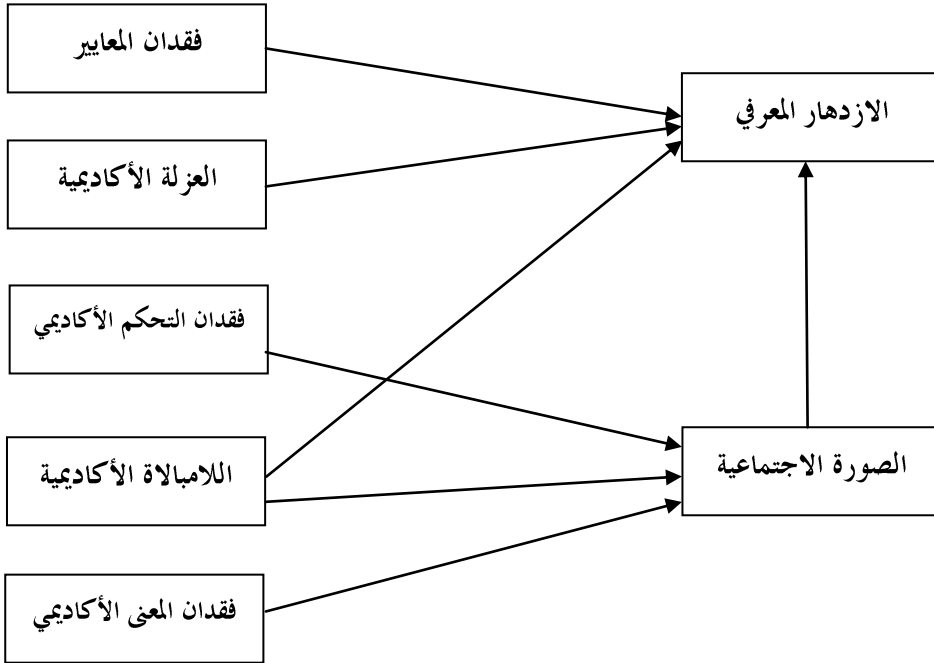 فقدان المعايير
الازدهار المعرفي
العزلة الأكاديمية
فقدان التحكم الأكاديمي
الصورة الاجتماعية
اللامبالاة الأكاديمية
فقدان المعنى الأكاديمي